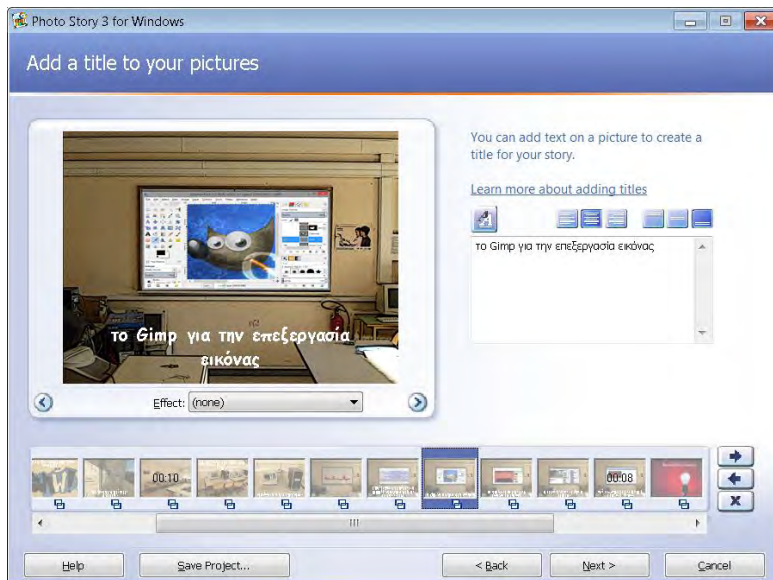 Photo Story 3 for Windows
Add a title to your pictures
το Gimp για την επεξεργασία
εικόνας
Effect: (none)
You can add text on a picture to create a
title for your story.
Learn more about adding titles
το Gimp για την επεξεργασία εικόνας
00:10
00:08
Help
Save Project...
< Back
Next >
Cancel